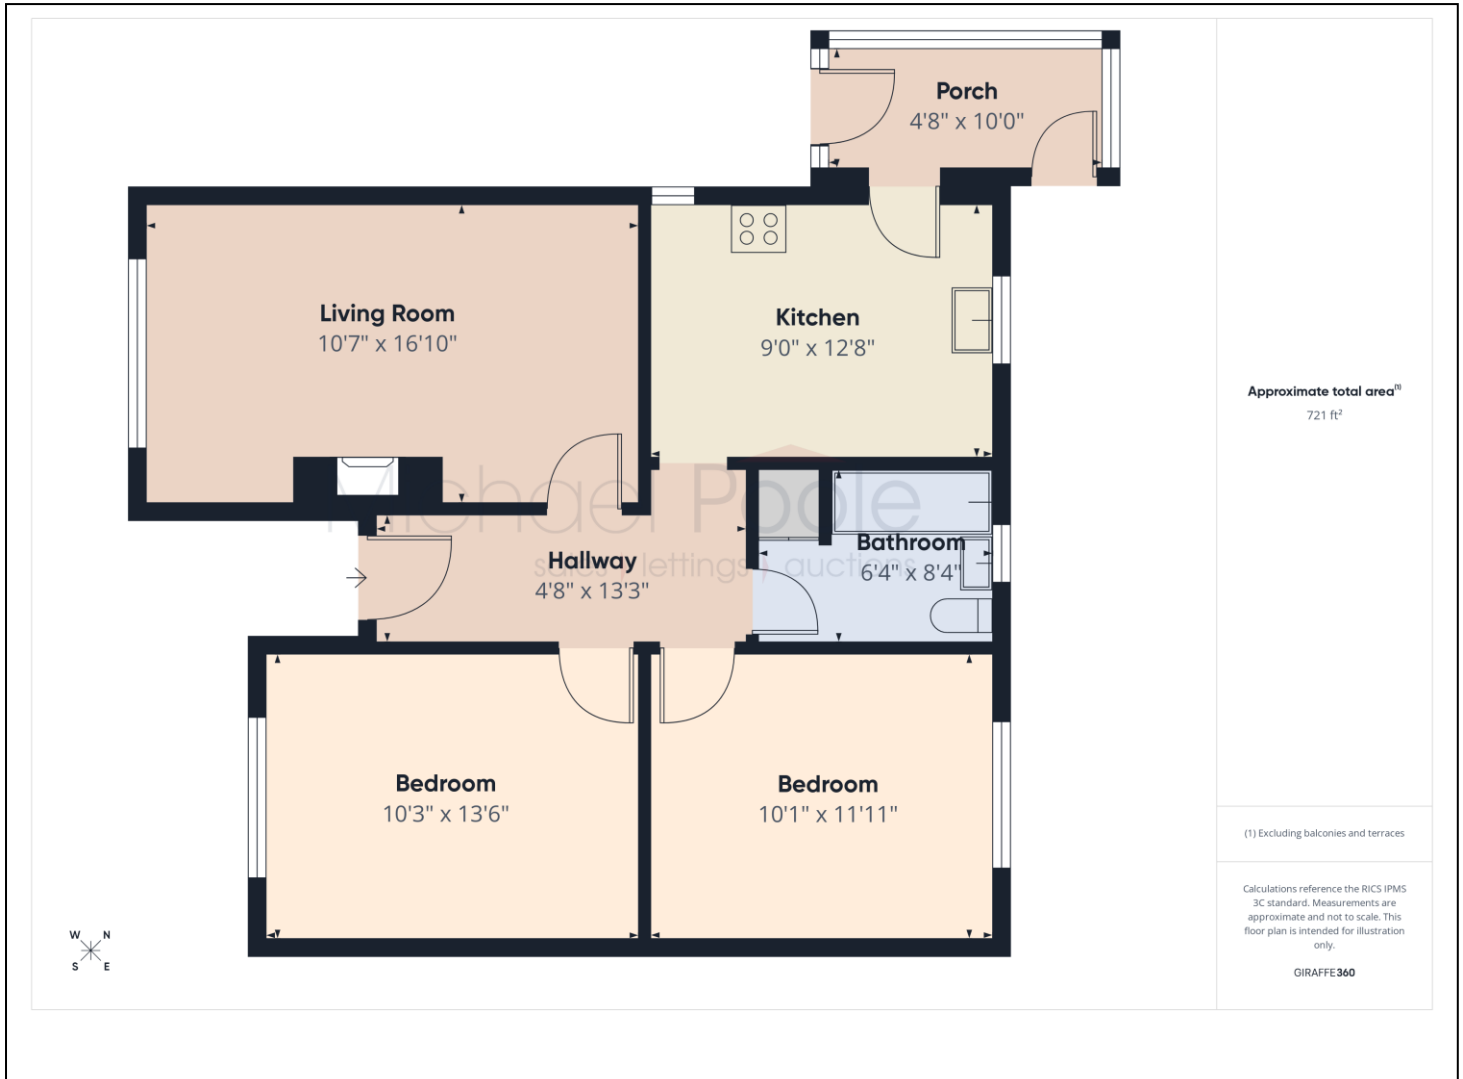 Porch
4'8" x 10'0"
Living Room
10'7" x 16'10"
Kitchen
9'0" x 12'8"
Approximate total area(1)
721 ft²
Michael Poole
sales | lettings | auctions
Hallway
4'8" x 13'3"
Bathroom
6'4" x 8'4"
Bedroom
10'3" x 13'6"
Bedroom
10'1" x 11'11"
(1) Excluding balconies and terraces
Calculations reference the RICS IPMS
3C standard. Measurements are
approximate and not to scale. This
floor plan is intended for illustration
only.
GIRAFFE360
W N
S E